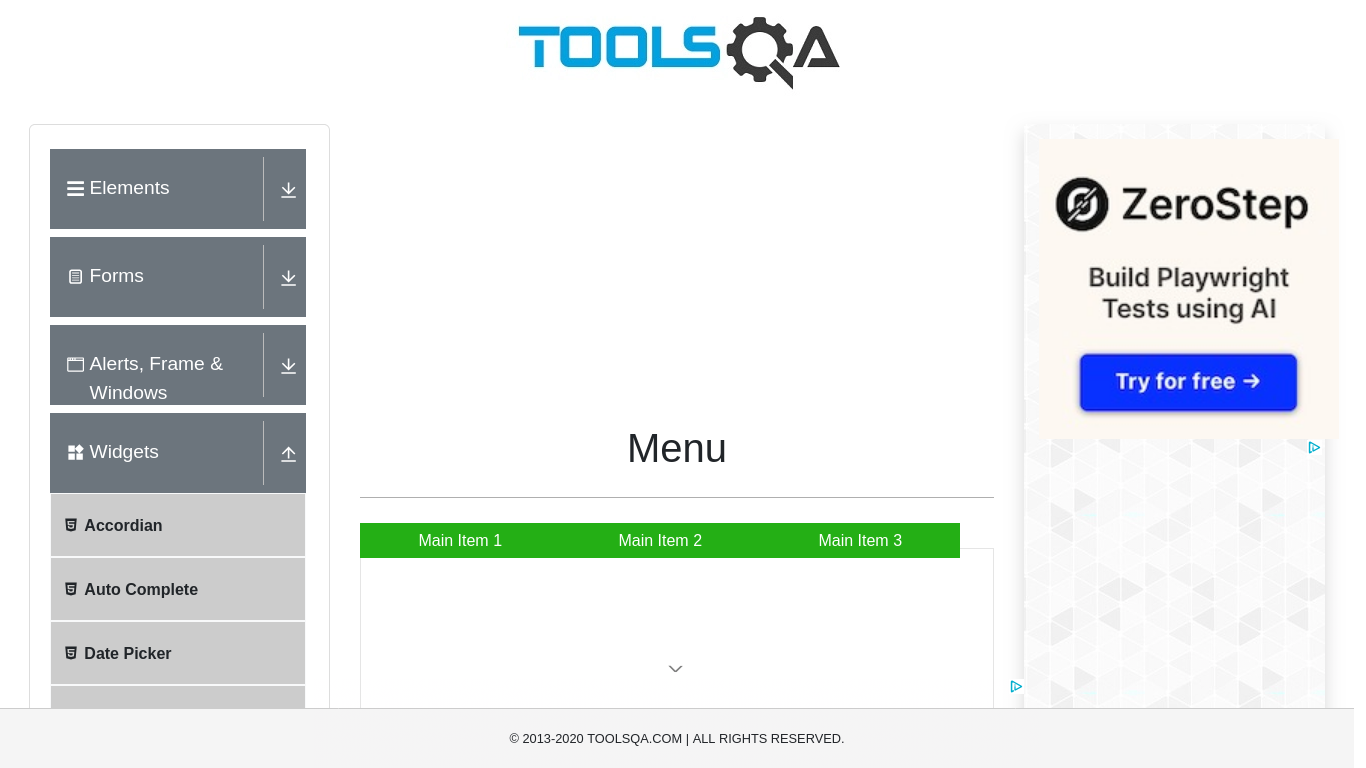 TOOLSQA
Elements
Forms
Alerts, Frame &
Windows
Widgets
Accordian
Auto Complete
Date Picker
Menu
Main Item 1
Main Item 2
Main Item 3
ZeroStep
Build Playwright
Tests using AI
Try for free →
© 2013-2020 TOOLSQA.COM | ALL RIGHTS RESERVED.